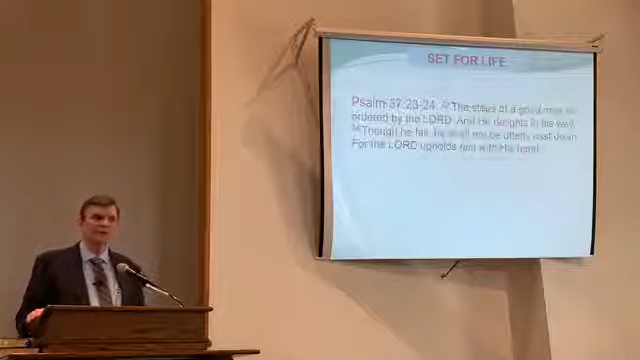 SET FOR LIFE
Psalm 37:23-24. 23 The steps of a good man are
ordered by the LORD, And He delights in his way.
24 Though he fall, he shall not be utterly cast down;
For the LORD upholds him with His hand.